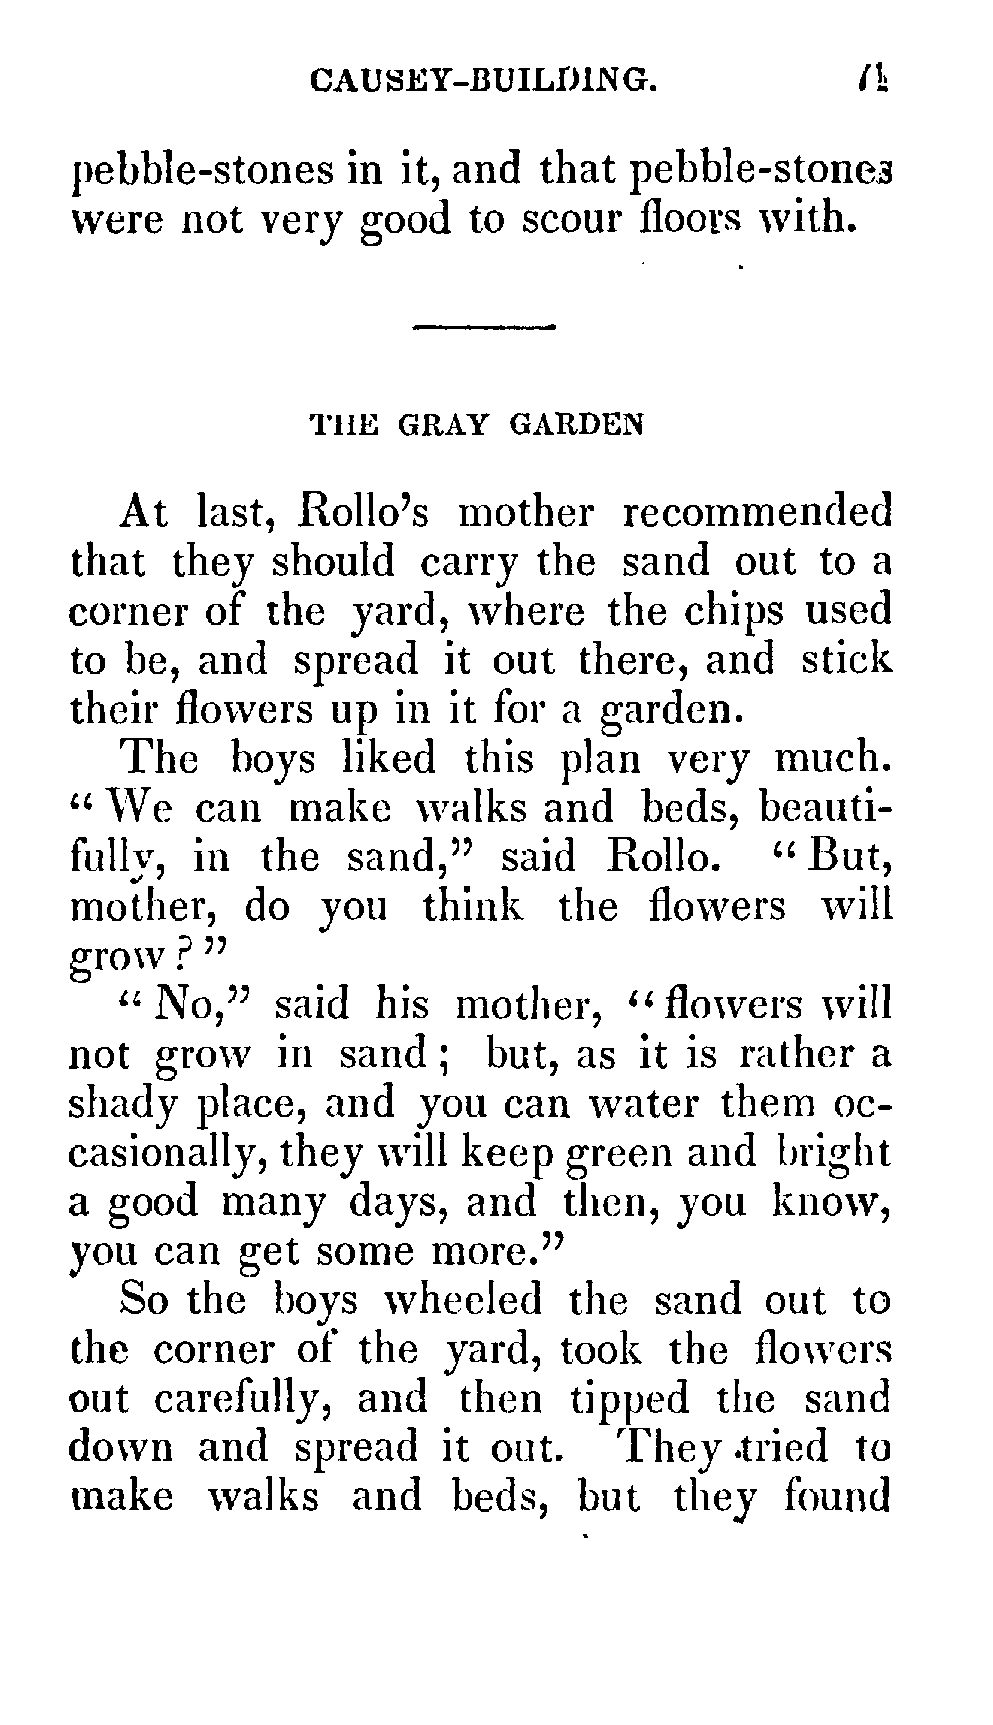 CAUSEY-BUILDING. 71
pebble-stones in it, and that pebble-stones
were not very good to scour floors with.
THE GRAY GARDEN
At last, Rollo's mother recommended
that they should carry the sand out to a
corner of the yard, where the chips used
to be, and spread it out there, and stick
their flowers up in it for a garden.
The boys liked this plan very much.
“ We can make walks and beds, beauti-
fully, in the sand,” said Rollo. “ But,
mother, do you think the flowers will
grow ? ”
“ No,” said his mother, “ flowers will
not grow in sand ; but, as it is rather a
shady place, and you can water them oc-
casionally, they will keep green and bright
a good many days, and then, you know,
you can get some more.”
So the boys wheeled the sand out to
the corner of the yard, took the flowers
out carefully, and then tipped the sand
down and spread it out. They tried to
make walks and beds, but they found